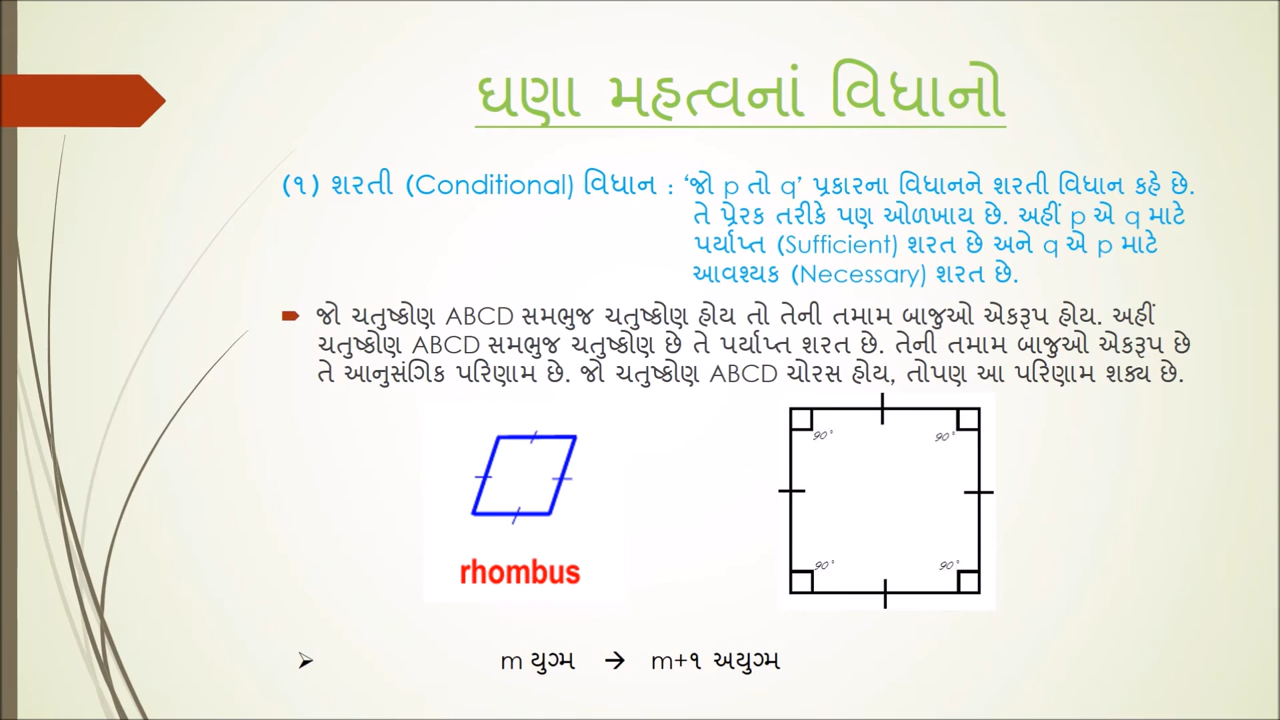 ઘણા મહત્વનાં વિધાનો
(૧) શરતી (Conditional) વિધાન : ‘જો p તો q’ પ્રકારના વિધાનને શરતી વિધાન કહે છે.
તે પ્રેરક તરીકે પણ ઓળખાય છે. અહીં p એ q માટે
પર્યાપ્ત (Sufficient) શરત છે અને q એ p માટે
આવશ્યક (Necessary) શરત છે.
જો ચતુષ્કોણ ABCD સમભુજ ચતુષ્કોણ હોય તો તેની તમામ બાજુઓ એકરૂપ હોય. અહીં
ચતુષ્કોણ ABCD સમભુજ ચતુષ્કોણ છે તે પર્યાપ્ત શરત છે. તેની તમામ બાજુઓ એકરૂપ છે
તે આનુસંગિક પરિણામ છે. જો ચતુષ્કોણ ABCD ચોરસ હોય, તોપણ આ પરિણામ શક્ય છે.
90° 90°
90° 90°
rhombus
m યુગ્મ → m+૧ અયુગ્મ